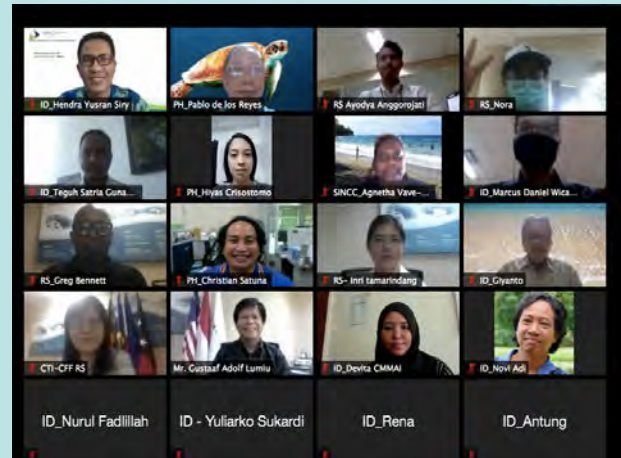 ID_Hendra Yusran Siry
PH_Pablo de los Reyes
RS Ayodya Anggorojati
RS_Nora
ID_Teguh Satria Guna...
PH_Hiyas Crisostomo
SINCC_Agnetha Vave-...
ID_Marcus Daniel Wica...
RS_Greg Bennett
PH_Christian Satuna
RS- Inri tamarindang
ID_Giyanto
CTI-CFF RS
Mr. Gustaaf Adolf Lumiu
ID_Devita CMMAI
ID_Novi Adi
ID_Nurul Fadlillah
ID - Yuliarko Sukardi
ID_Rena
ID_Antung